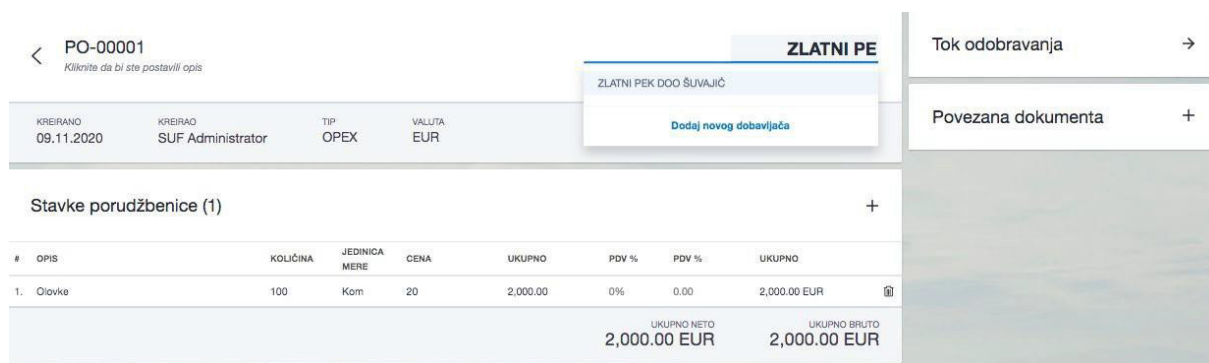 PO-00001
Kliknite da bi ste postavili opis
ZLATNI PE
ZLATNI PEK DOO ŠUVAJIĆ
Dodaj novog dobavljača
KREIRANO KREIRAO TIP VALUTA
09.11.2020 SUF Administrator OPEX EUR
Stavke porudžbenice (1)
# OPIS KOLIČINA JEDINICA MERE CENA UKUPNO PDV % PDV % UKUPNO
1. Olovke 100 Kom 20 2,000.00 0% 0.00 2,000.00 EUR
UKUPNO NETO UKUPNO BRUTO
2,000.00 EUR 2,000.00 EUR
Tok odobravanja
Povezana dokumenta